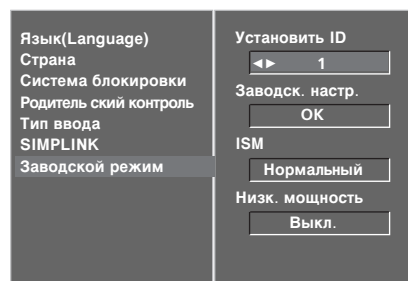 Язык(Language)
Страна
Система блокировки
Родитель ский контроль
Тип ввода
SIMPLINK
Заводской режим
Установить ID
◄► 1
Заводск. настр.
ОК
ISM
Нормальный
Низк. мощность
Выкл.